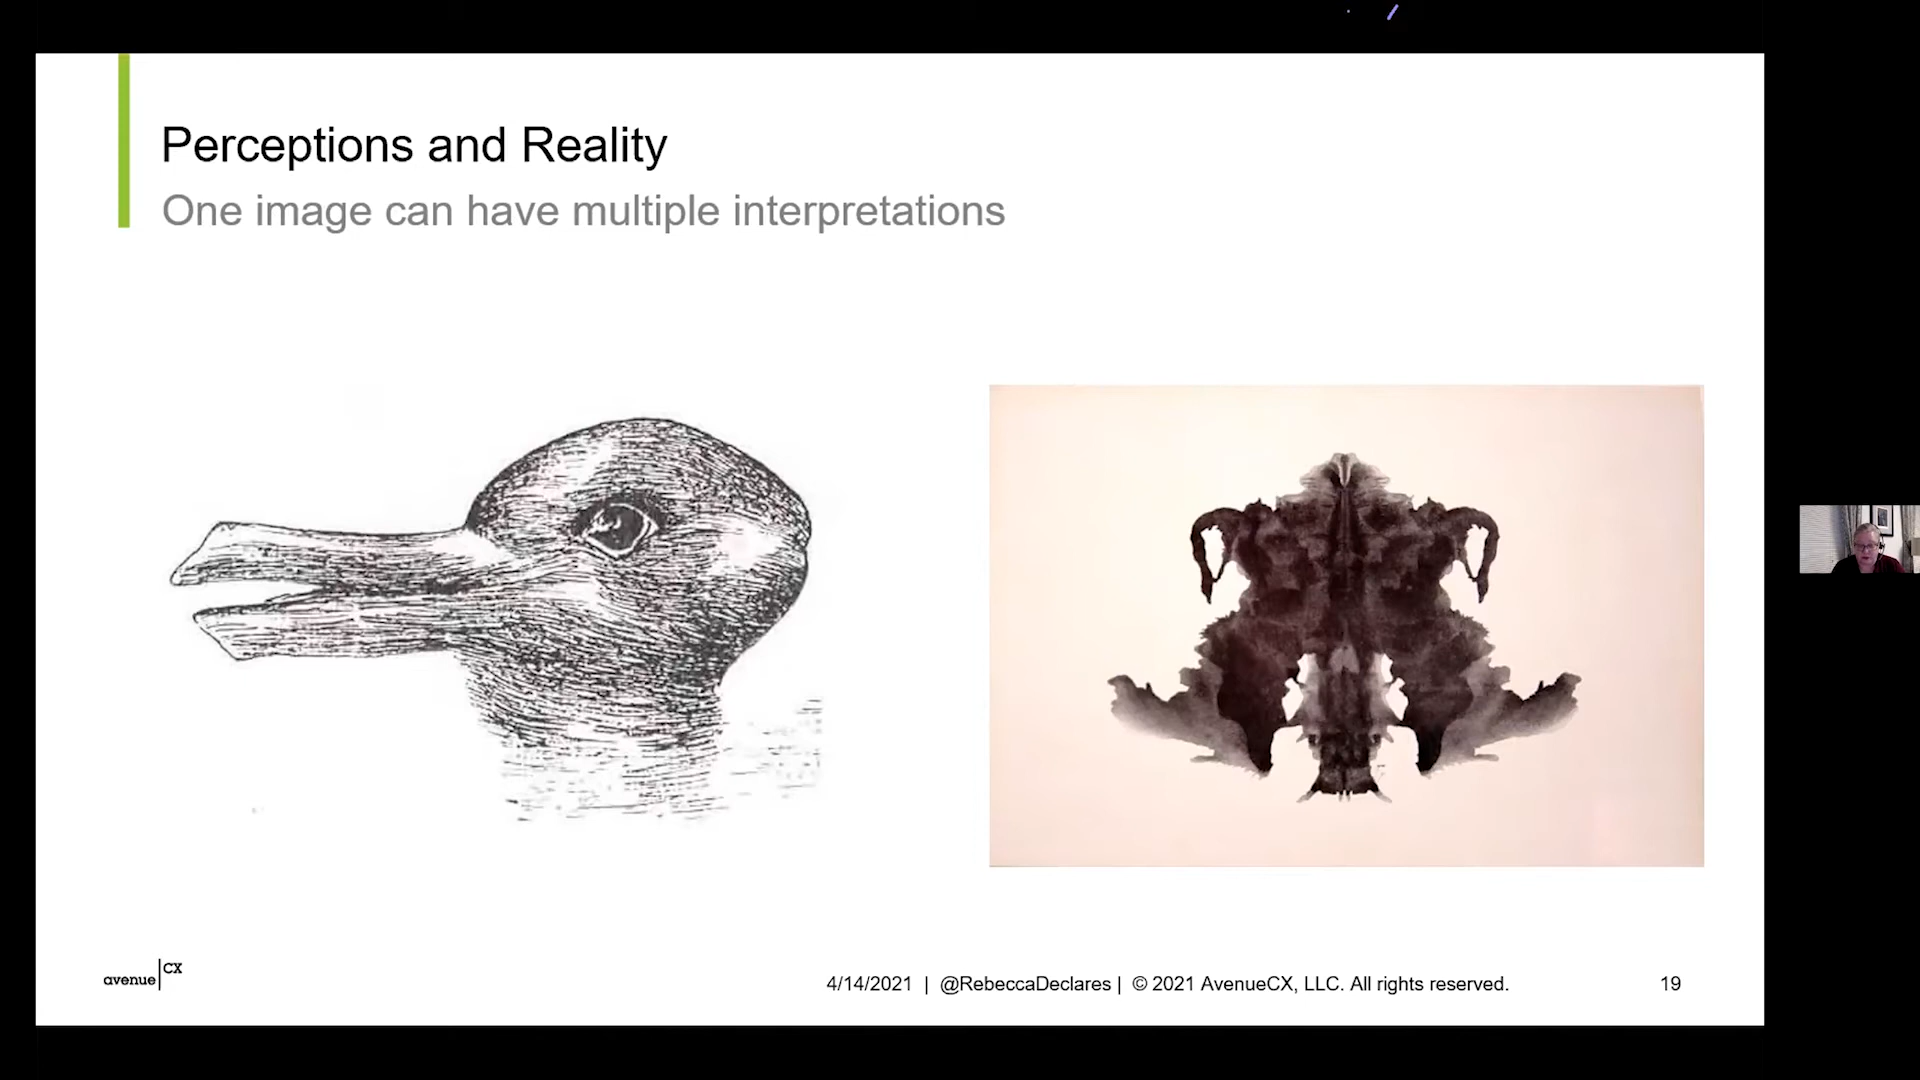 Perceptions and Reality
One image can have multiple interpretations
avenue CX
4/14/2021 | @RebeccaDeclares | © 2021 AvenueCX, LLC. All rights reserved.
19